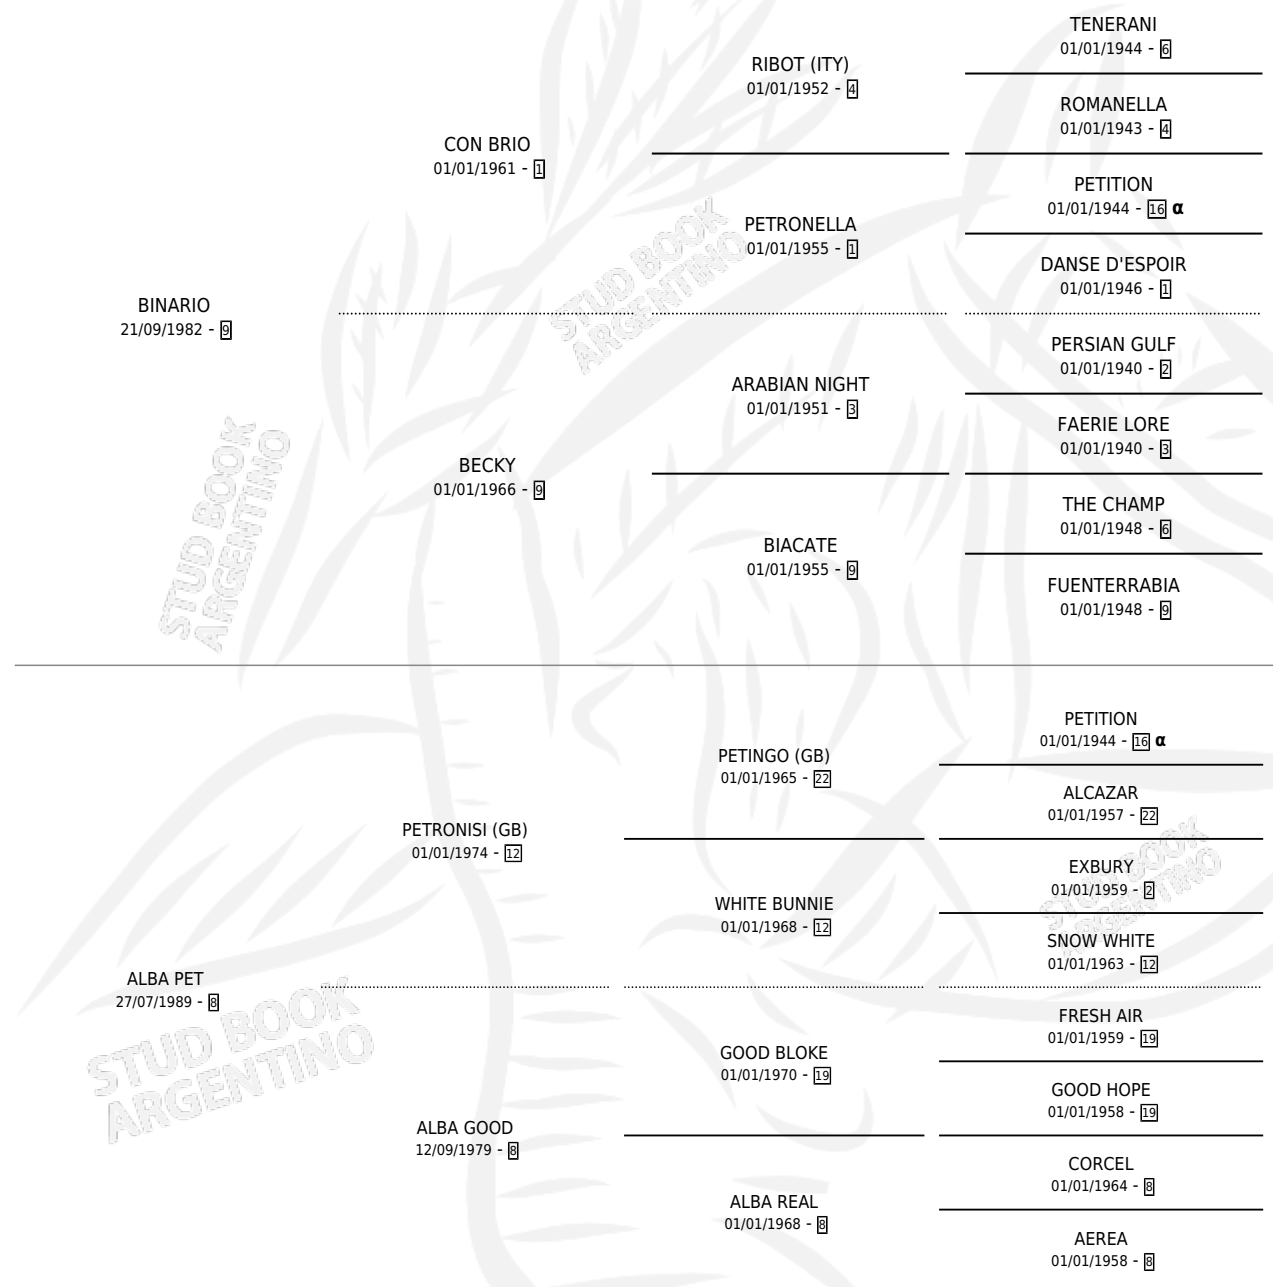 TENERANI
01/01/1944 - 6
RIBOT (ITY)
01/01/1952 - 4
ROMANELLA
01/01/1943 - 4
CON BRIO
01/01/1961 - 1
PETITION
01/01/1944 - 16 α
PETRONELLA
01/01/1955 - 1
DANSE D'ESPOIR
01/01/1946 - 1
BINARIO
21/09/1982 - 9
PERSIAN GULF
01/01/1940 - 2
ARABIAN NIGHT
01/01/1951 - 3
FAERIE LORE
01/01/1940 - 3
BECKY
01/01/1966 - 9
THE CHAMP
01/01/1948 - 6
BIACATE
01/01/1955 - 9
FUENTERRABIA
01/01/1948 - 9
PETITION
01/01/1944 - 16 α
PETINGO (GB)
01/01/1965 - 22
ALCAZAR
01/01/1957 - 22
PETRONISI (GB)
01/01/1974 - 12
EXBURY
01/01/1959 - 2
WHITE BUNNIE
01/01/1968 - 12
SNOW WHITE
01/01/1963 - 12
ALBA PET
27/07/1989 - 8
FRESH AIR
01/01/1959 - 19
GOOD BLOKE
01/01/1970 - 19
GOOD HOPE
01/01/1958 - 19
ALBA GOOD
12/09/1979 - 8
CORCEL
01/01/1964 - 8
ALBA REAL
01/01/1968 - 8
AEREA
01/01/1958 - 8
STUD BOOK
ARGENTINO
STUD BOOK
ARGENTINO
STUD BOOK
ARGENTINO
STUD BOOK
ARGENTINO